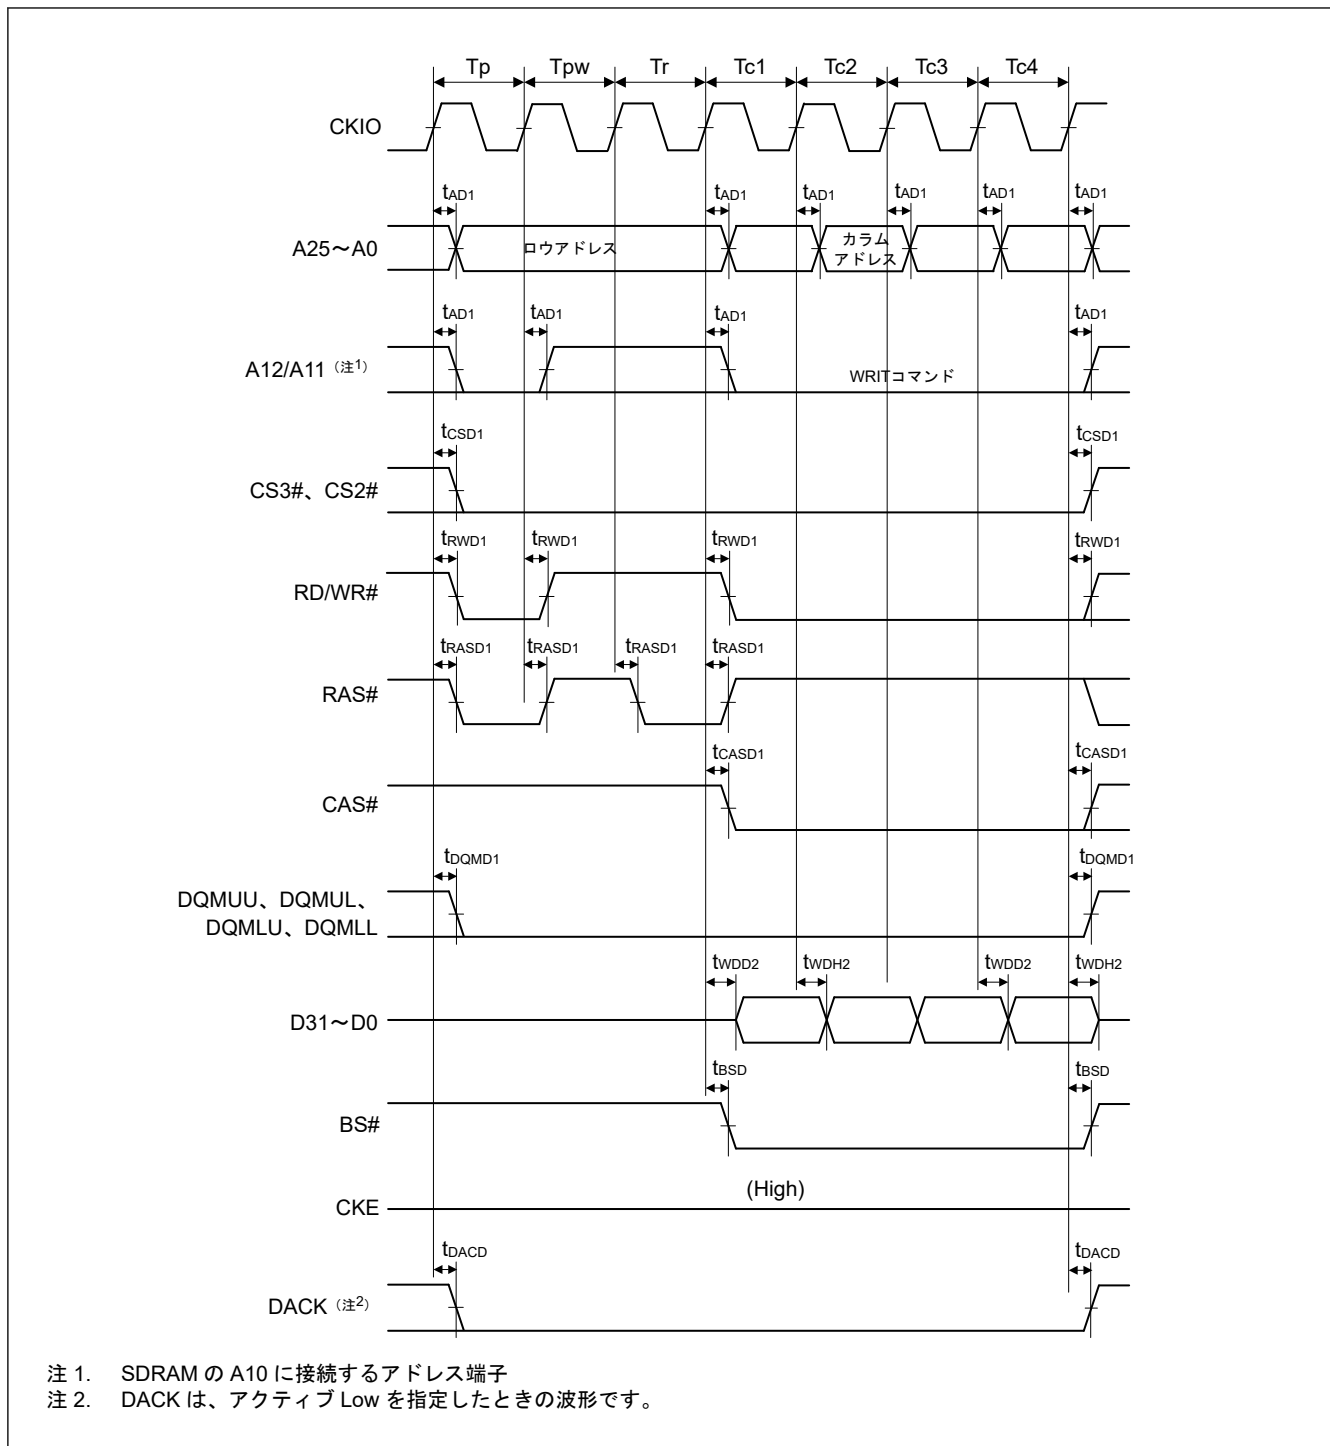 Tp Tpw Tr Tc1 Tc2 Tc3 Tc4
CKIO
tAD1 tAD1 tAD1 tAD1 tAD1 tAD1
A25～A0 ロウアドレス カラム
アドレス
tAD1 tAD1 tAD1 tAD1
A12/A11（注1） WRITコマンド
tCSD1 tCSD1
CS3#、CS2#
tRWD1 tRWD1 tRWD1 tRWD1
RD/WR#
tRASD1 tRASD1 tRASD1 tRASD1
RAS#
tCASD1 tCASD1
CAS#
tDQMD1 tDQMD1
DQMUU、DQMUL、
DQMLU、DQMLL
tWDD2 tWDH2 tWDD2 tWDH2
D31～D0
tBSD tBSD
BS#
(High)
CKE
tDACD tDACD
DACK（注2）
注 1. SDRAM の A10 に接続するアドレス端子
注 2. DACK は、アクティブ Low を指定したときの波形です。